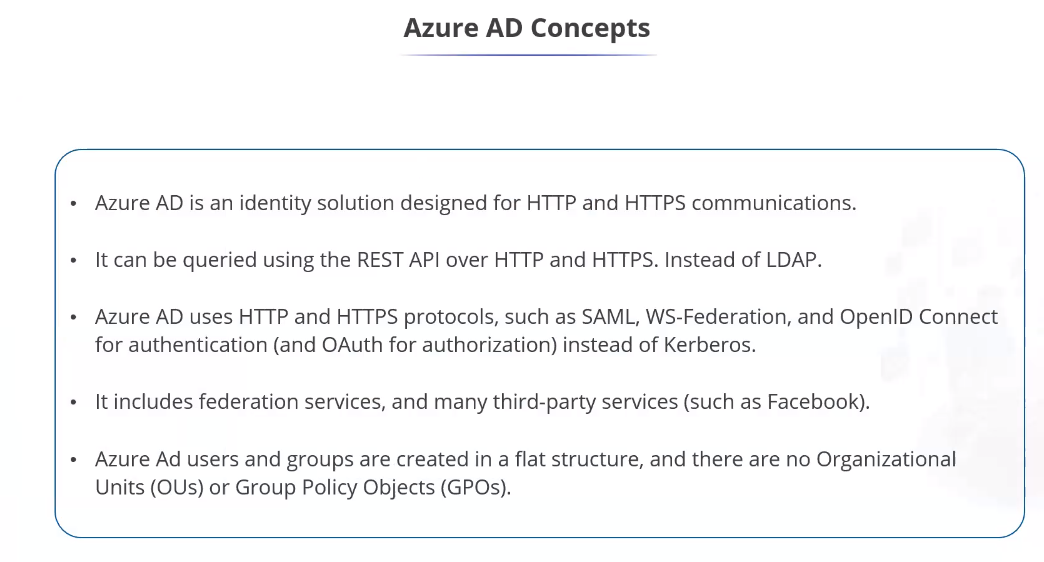 Azure AD Concepts
• Azure AD is an identity solution designed for HTTP and HTTPS communications.
• It can be queried using the REST API over HTTP and HTTPS. Instead of LDAP.
• Azure AD uses HTTP and HTTPS protocols, such as SAML, WS-Federation, and OpenID Connect
for authentication (and OAuth for authorization) instead of Kerberos.
• It includes federation services, and many third-party services (such as Facebook).
• Azure Ad users and groups are created in a flat structure, and there are no Organizational
Units (OUs) or Group Policy Objects (GPOs).